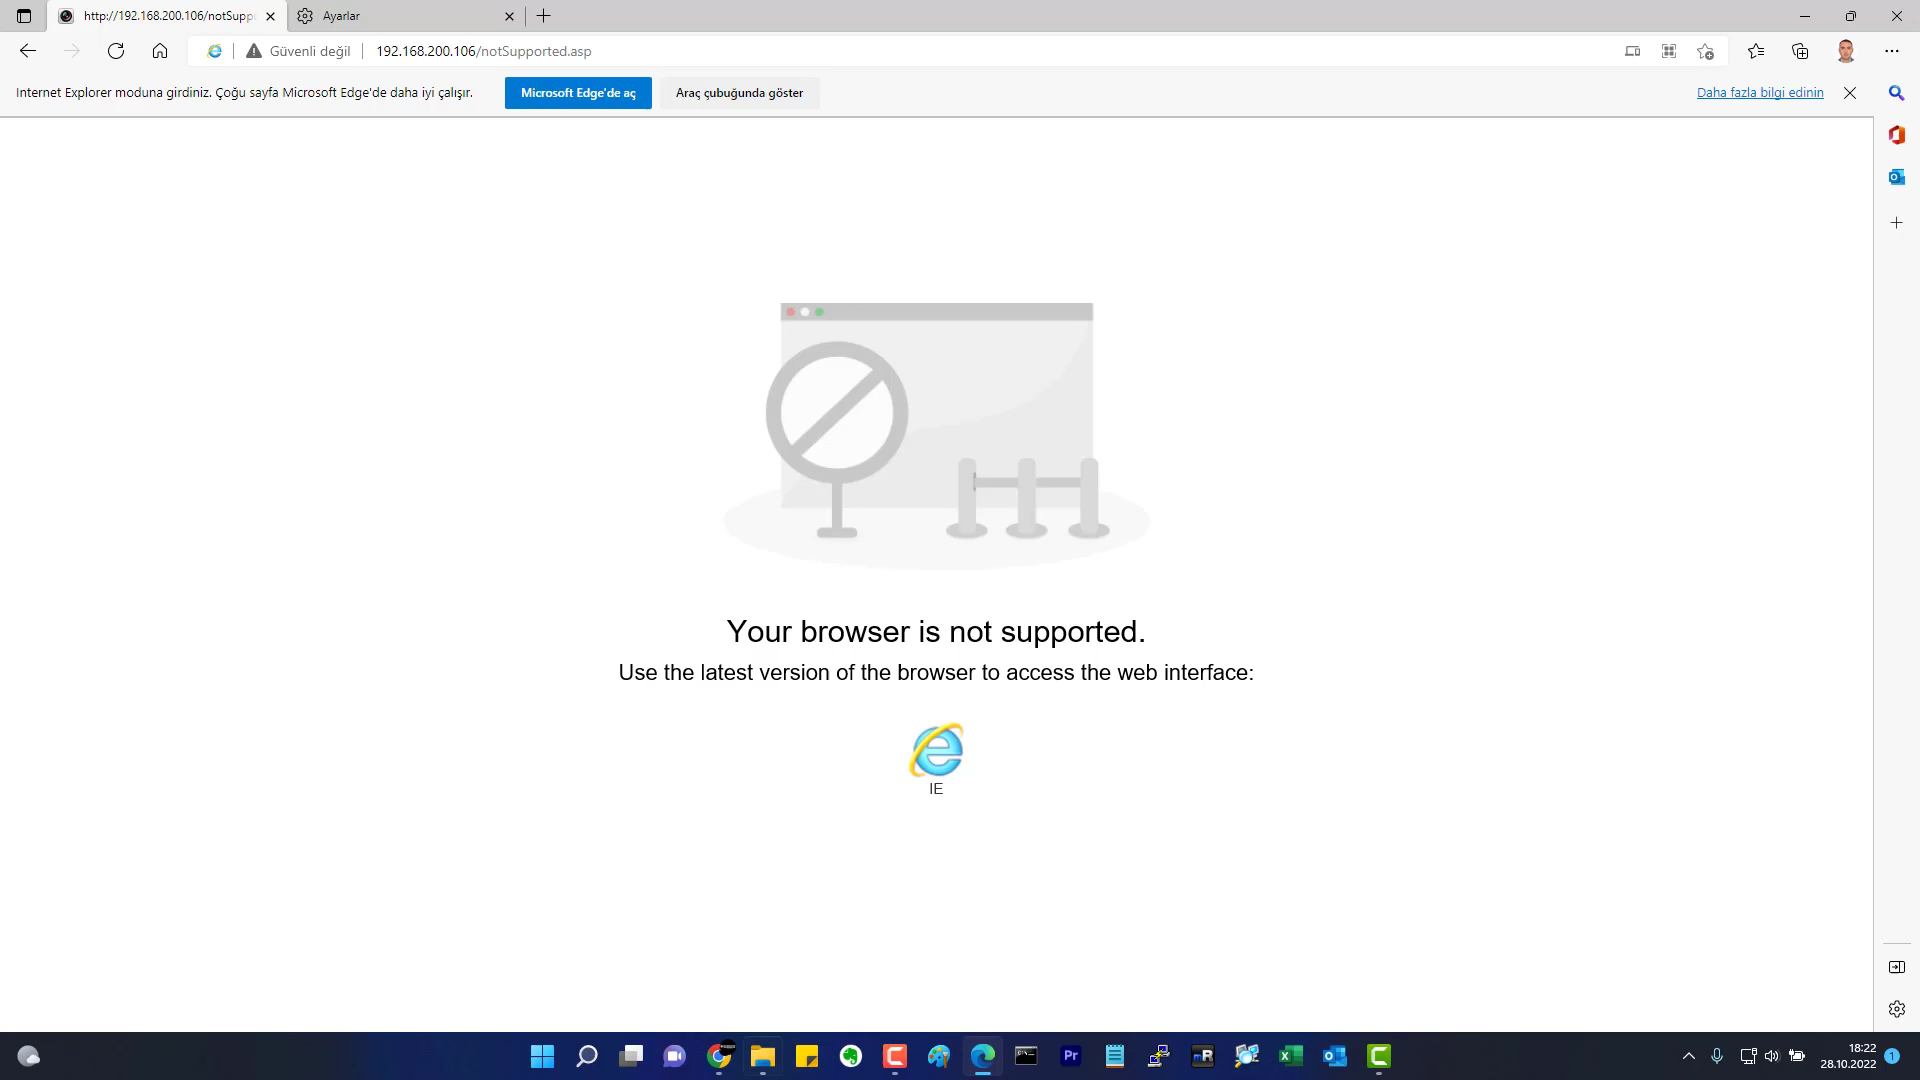 http://192.168.200.106/notSupp
Ayarlar
Güvenli değil
192.168.200.106/notSupported.asp
Internet Explorer moduna girdiniz. Çoğu sayfa Microsoft Edge'de daha iyi çalışır.
Microsoft Edge'de aç
Araç çubuğunda göster
Daha fazla bilgi edinin
Your browser is not supported.
Use the latest version of the browser to access the web interface:
IE
Pr
18:22
28.10.2022
1